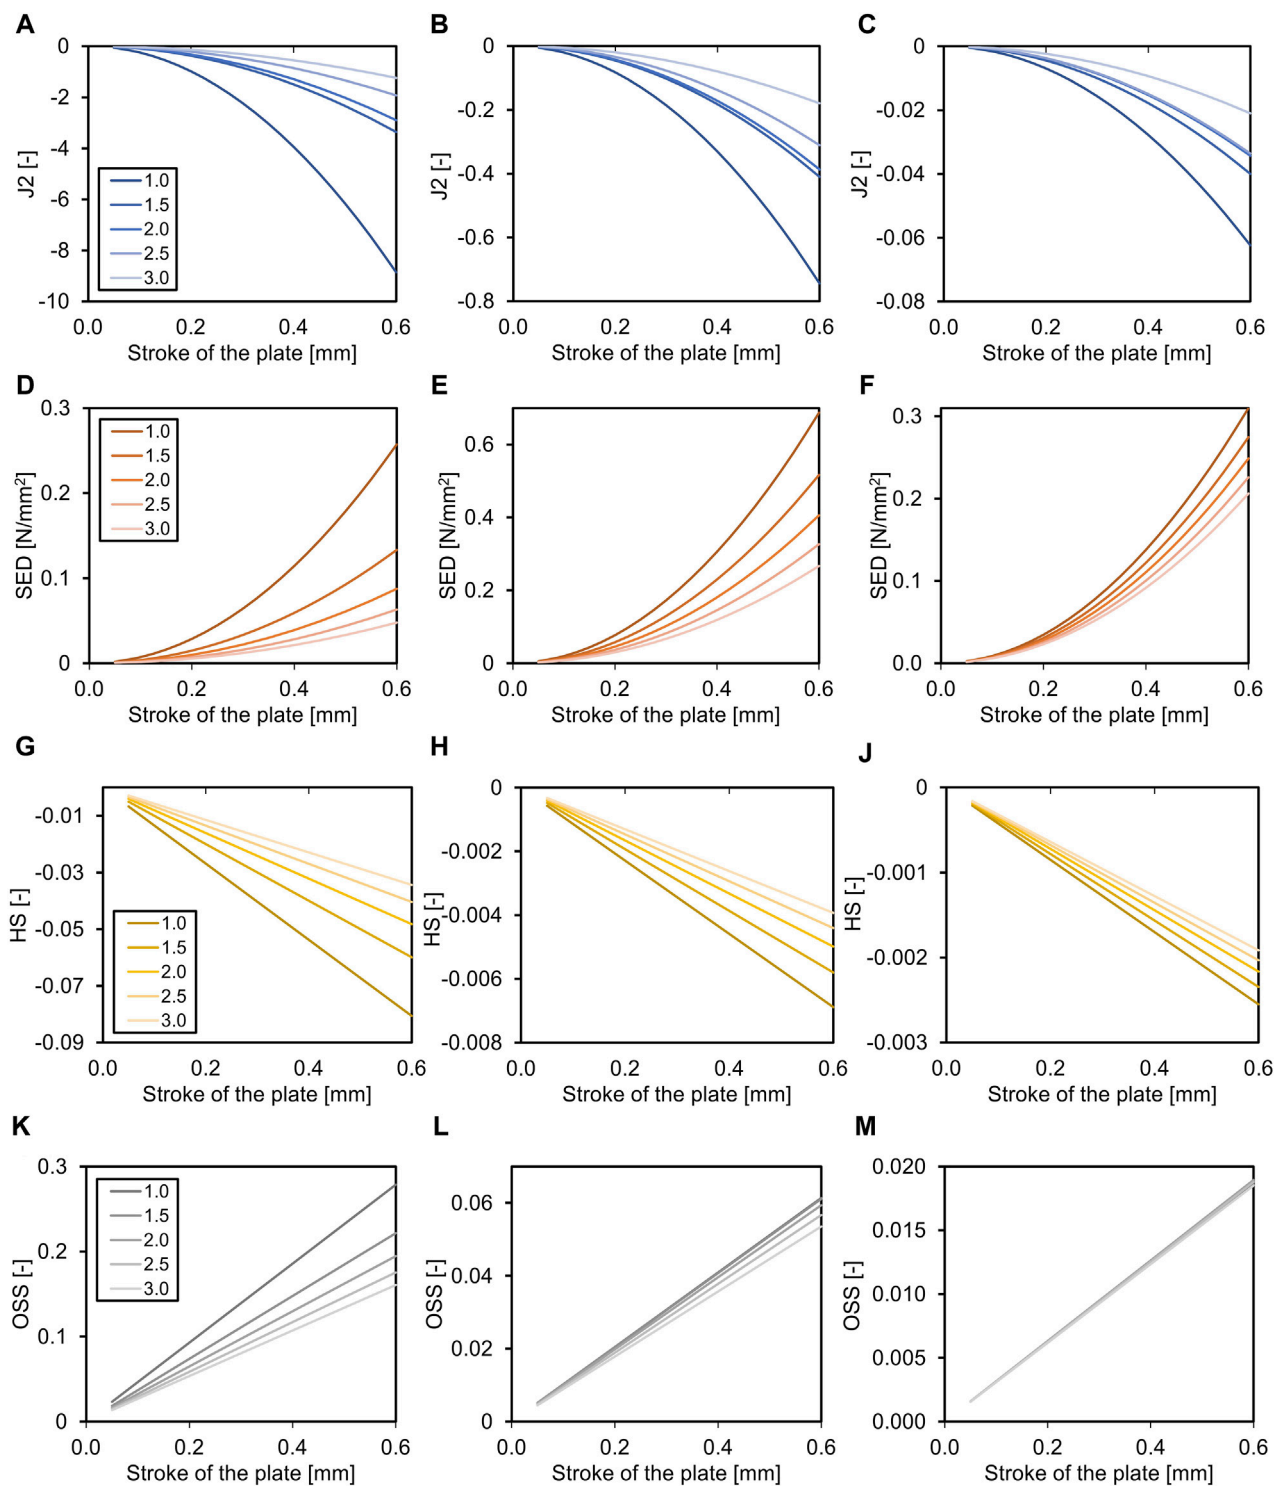 A
0
-2
-4
-6
-8
-10
J2 [-]
1.0
1.5
2.0
2.5
3.0
0.0 0.2 0.4 0.6
Stroke of the plate [mm]
B
0
-0.2
-0.4
-0.6
-0.8
J2 [-]
0.0 0.2 0.4 0.6
Stroke of the plate [mm]
C
0
-0.02
-0.04
-0.06
-0.08
J2 [-]
0.0 0.2 0.4 0.6
Stroke of the plate [mm]
D
0.3
0.2
0.1
0
SED [N/mm²]
1.0
1.5
2.0
2.5
3.0
0.0 0.2 0.4 0.6
Stroke of the plate [mm]
E
0.6
0.4
0.2
0
SED [N/mm²]
0.0 0.2 0.4 0.6
Stroke of the plate [mm]
F
0.3
0.2
0.1
0.0
SED [N/mm²]
0.0 0.2 0.4 0.6
Stroke of the plate [mm]
G
-0.01
-0.03
-0.05
-0.07
-0.09
HS [-]
1.0
1.5
2.0
2.5
3.0
0.0 0.2 0.4 0.6
Stroke of the plate [mm]
H
0
-0.002
-0.004
-0.006
-0.008
HS [-]
0.0 0.2 0.4 0.6
Stroke of the plate [mm]
J
0
-0.001
-0.002
-0.003
HS [-]
0.0 0.2 0.4 0.6
Stroke of the plate [mm]
K
0.3
0.2
0.1
0
OSS [-]
1.0
1.5
2.0
2.5
3.0
0.0 0.2 0.4 0.6
Stroke of the plate [mm]
L
0.06
0.04
0.02
0
OSS [-]
0.0 0.2 0.4 0.6
Stroke of the plate [mm]
M
0.020
0.015
0.010
0.005
0.000
OSS [-]
0.0 0.2 0.4 0.6
Stroke of the plate [mm]